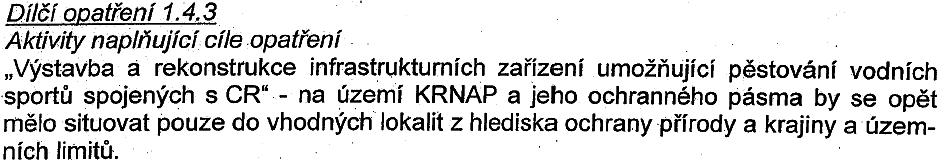 Dílčí opatření 1.4.3
Aktivity naplňující cíle opatření
„Výstavba a rekonstrukce infrastrukturních zařízení umožňující pěstování vodních
sportů spojených s CR“ - na území KRNAP a jeho ochranného pásma by se opět
mělo situovat pouze do vhodných lokalit z hlediska ochrany přírody a krajiny a územ-
ních limitů.